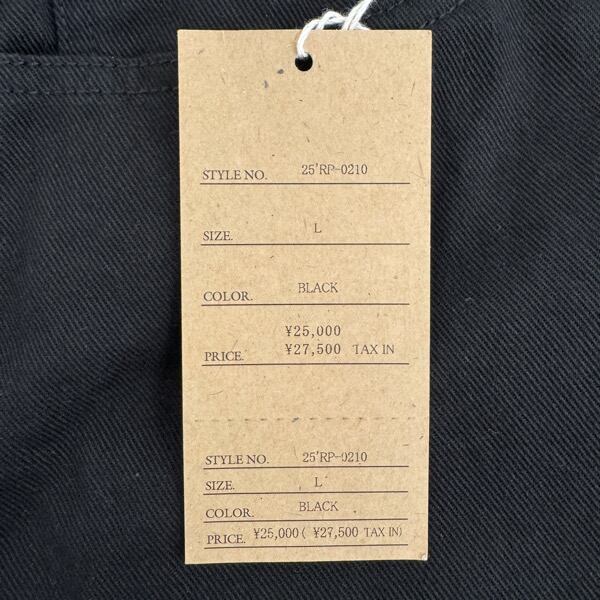 STYLE NO. 25'RP-0210
SIZE. L
COLOR. BLACK
¥25,000
PRICE. ¥27,500 TAX IN
STYLE NO. 25'RP-0210
SIZE. L
COLOR. BLACK
PRICE. ¥25,000 ( ¥27,500 TAX IN)